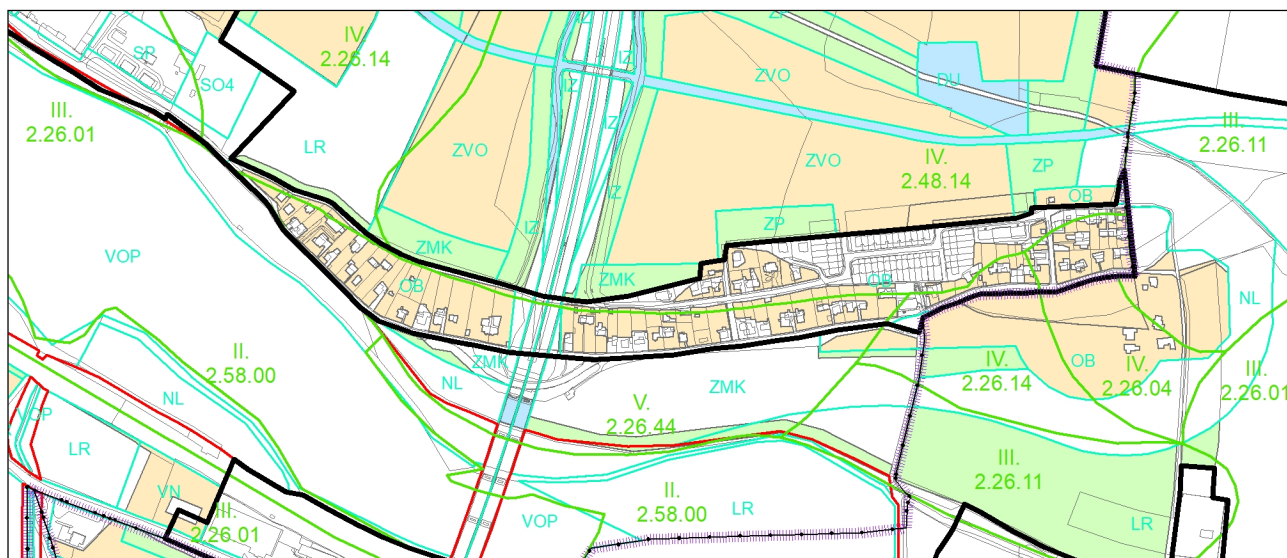 SP
SO4
IV.
2.26.14
ZP
IZ
IZ
IZ
DU
III.
2.26.01
LR
ZVO
IZ
ZVO
IV.
2.48.14
III.
2.26.11
ZP
IZ
OB
ZP
IZ
ZMK
VOP
ZMK
OB
OB
NL
II.
2.58.00
ZMK
NL
ZMK
IV.
2.26.14
OB
IV.
2.26.04
III.
2.26.01
NL
VOP
LR
V.
2.26.44
VN
III.
2.26.01
II.
2.58.00
LR
VOP
III.
2.26.11
LR